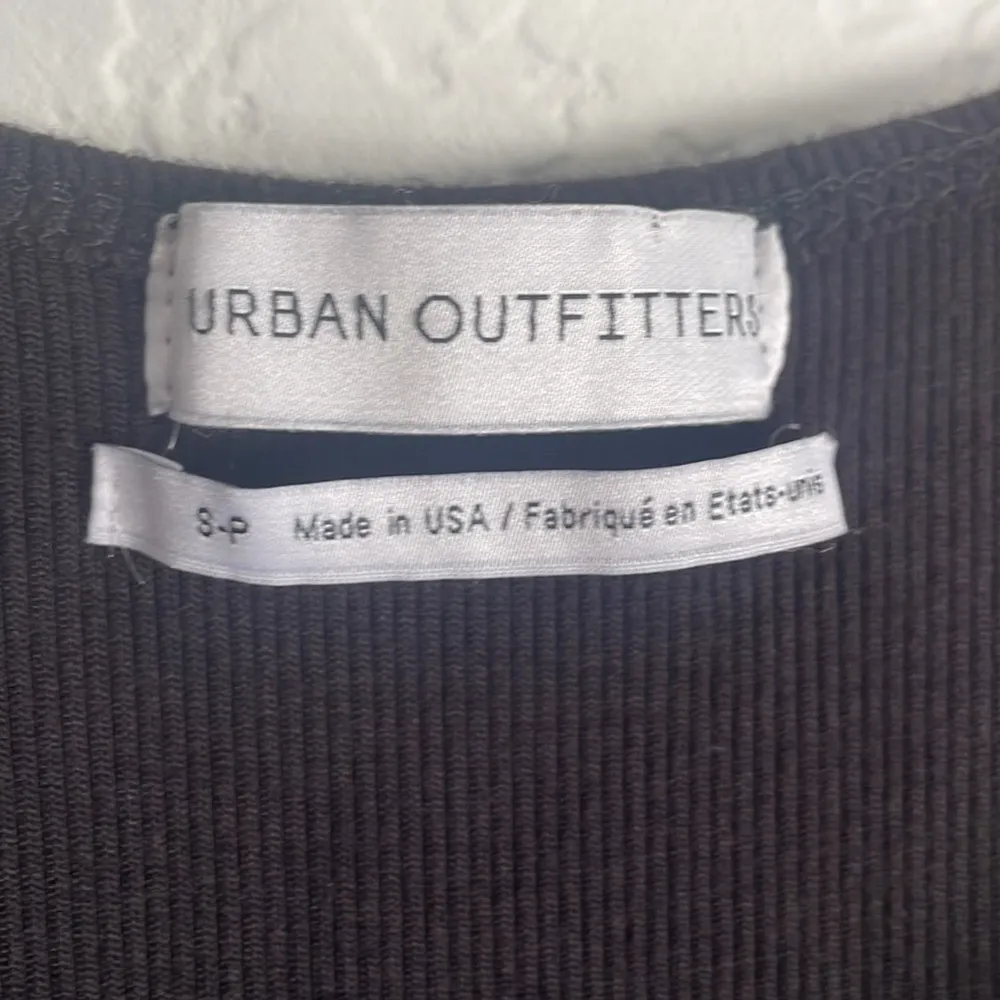 URBAN OUTFITTERS
S-P Made in USA / Fabriqué en Etats-unis